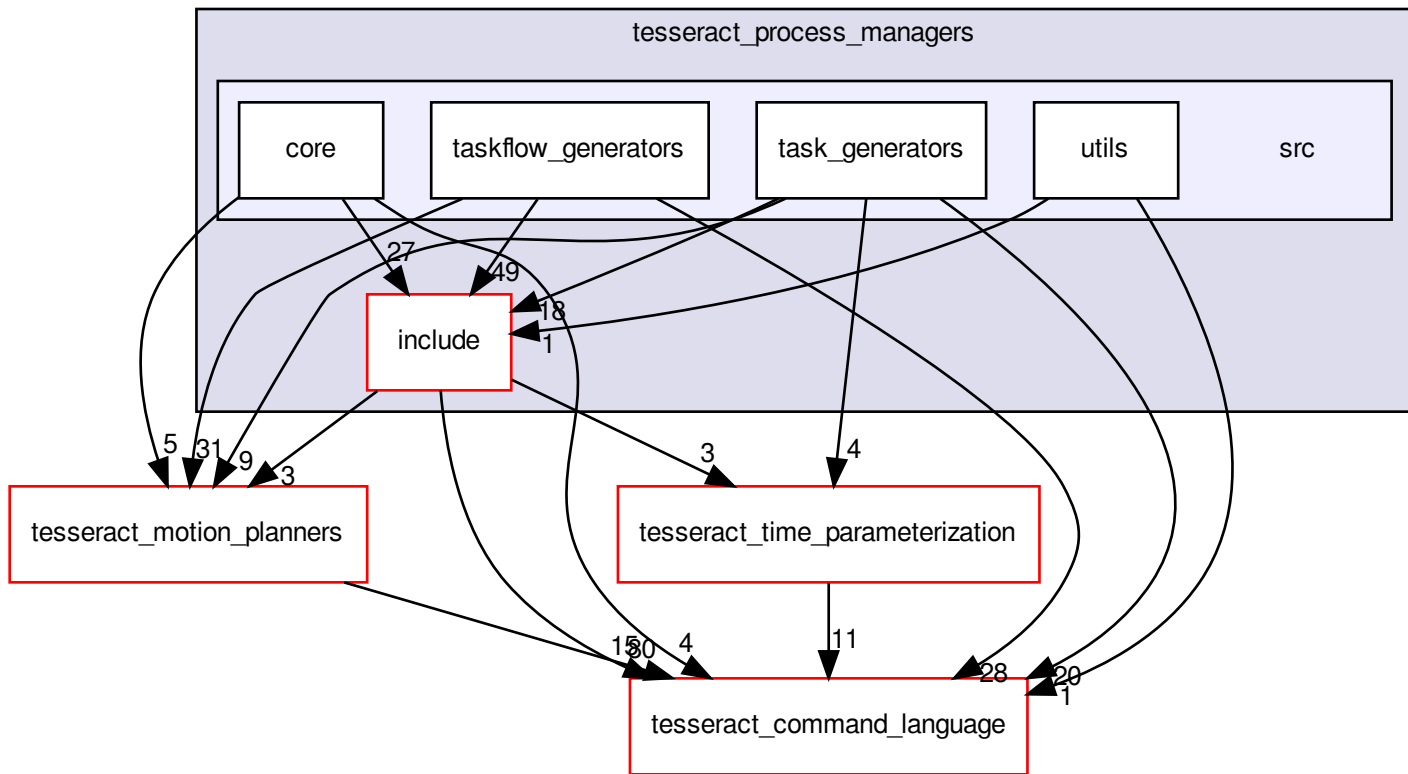 tesseract_process_managers
core
taskflow_generators
task_generators
utils
src
27
49
18
1
include
5
31
9
3
3
4
tesseract_motion_planners
tesseract_time_parameterization
15
4
11
28
20
1
tesseract_command_language